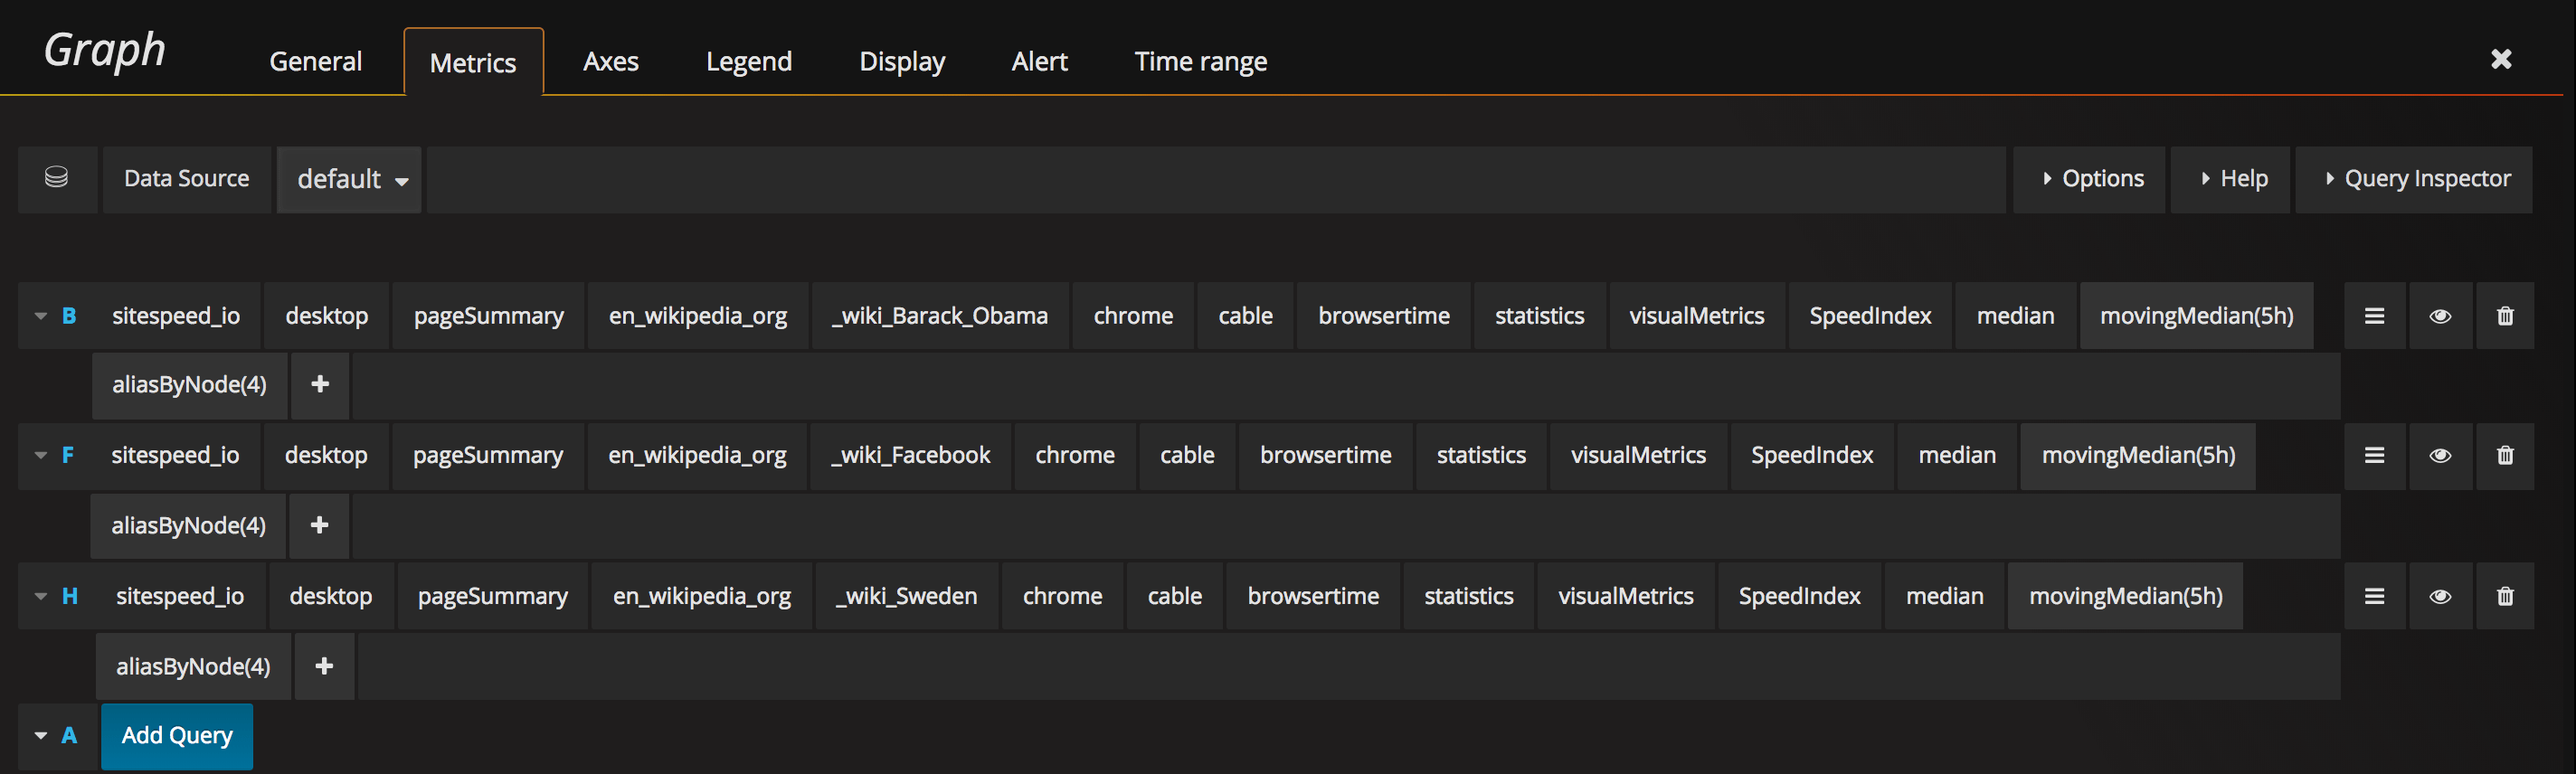 Graph General Metrics Axes Legend Display Alert Time range
Data Source default Options Help Query Inspector
B sitespeed_io desktop pageSummary en_wikipedia_org _wiki_Barack_Obama chrome cable browsertime statistics visualMetrics SpeedIndex median movingMedian(5h)
aliasByNode(4) +
F sitespeed_io desktop pageSummary en_wikipedia_org _wiki_Facebook chrome cable browsertime statistics visualMetrics SpeedIndex median movingMedian(5h)
aliasByNode(4) +
H sitespeed_io desktop pageSummary en_wikipedia_org _wiki_Sweden chrome cable browsertime statistics visualMetrics SpeedIndex median movingMedian(5h)
aliasByNode(4) +
A Add Query